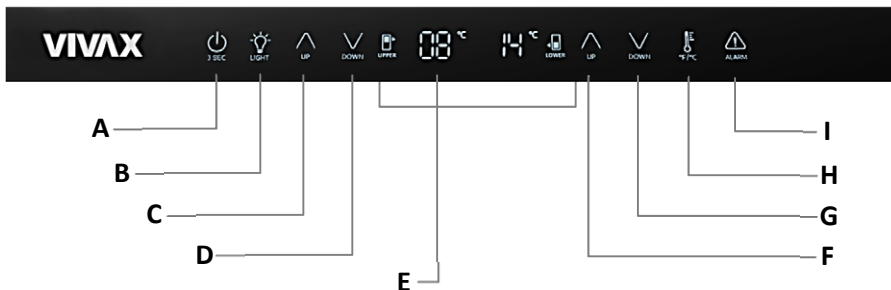 VIVAX
3 SEC
LIGHT
UP
DOWN
UPPER
08 °C
14 °C
LOWER
UP
DOWN
°F/°C
ALARM
A
B
C
D
E
F
G
H
I